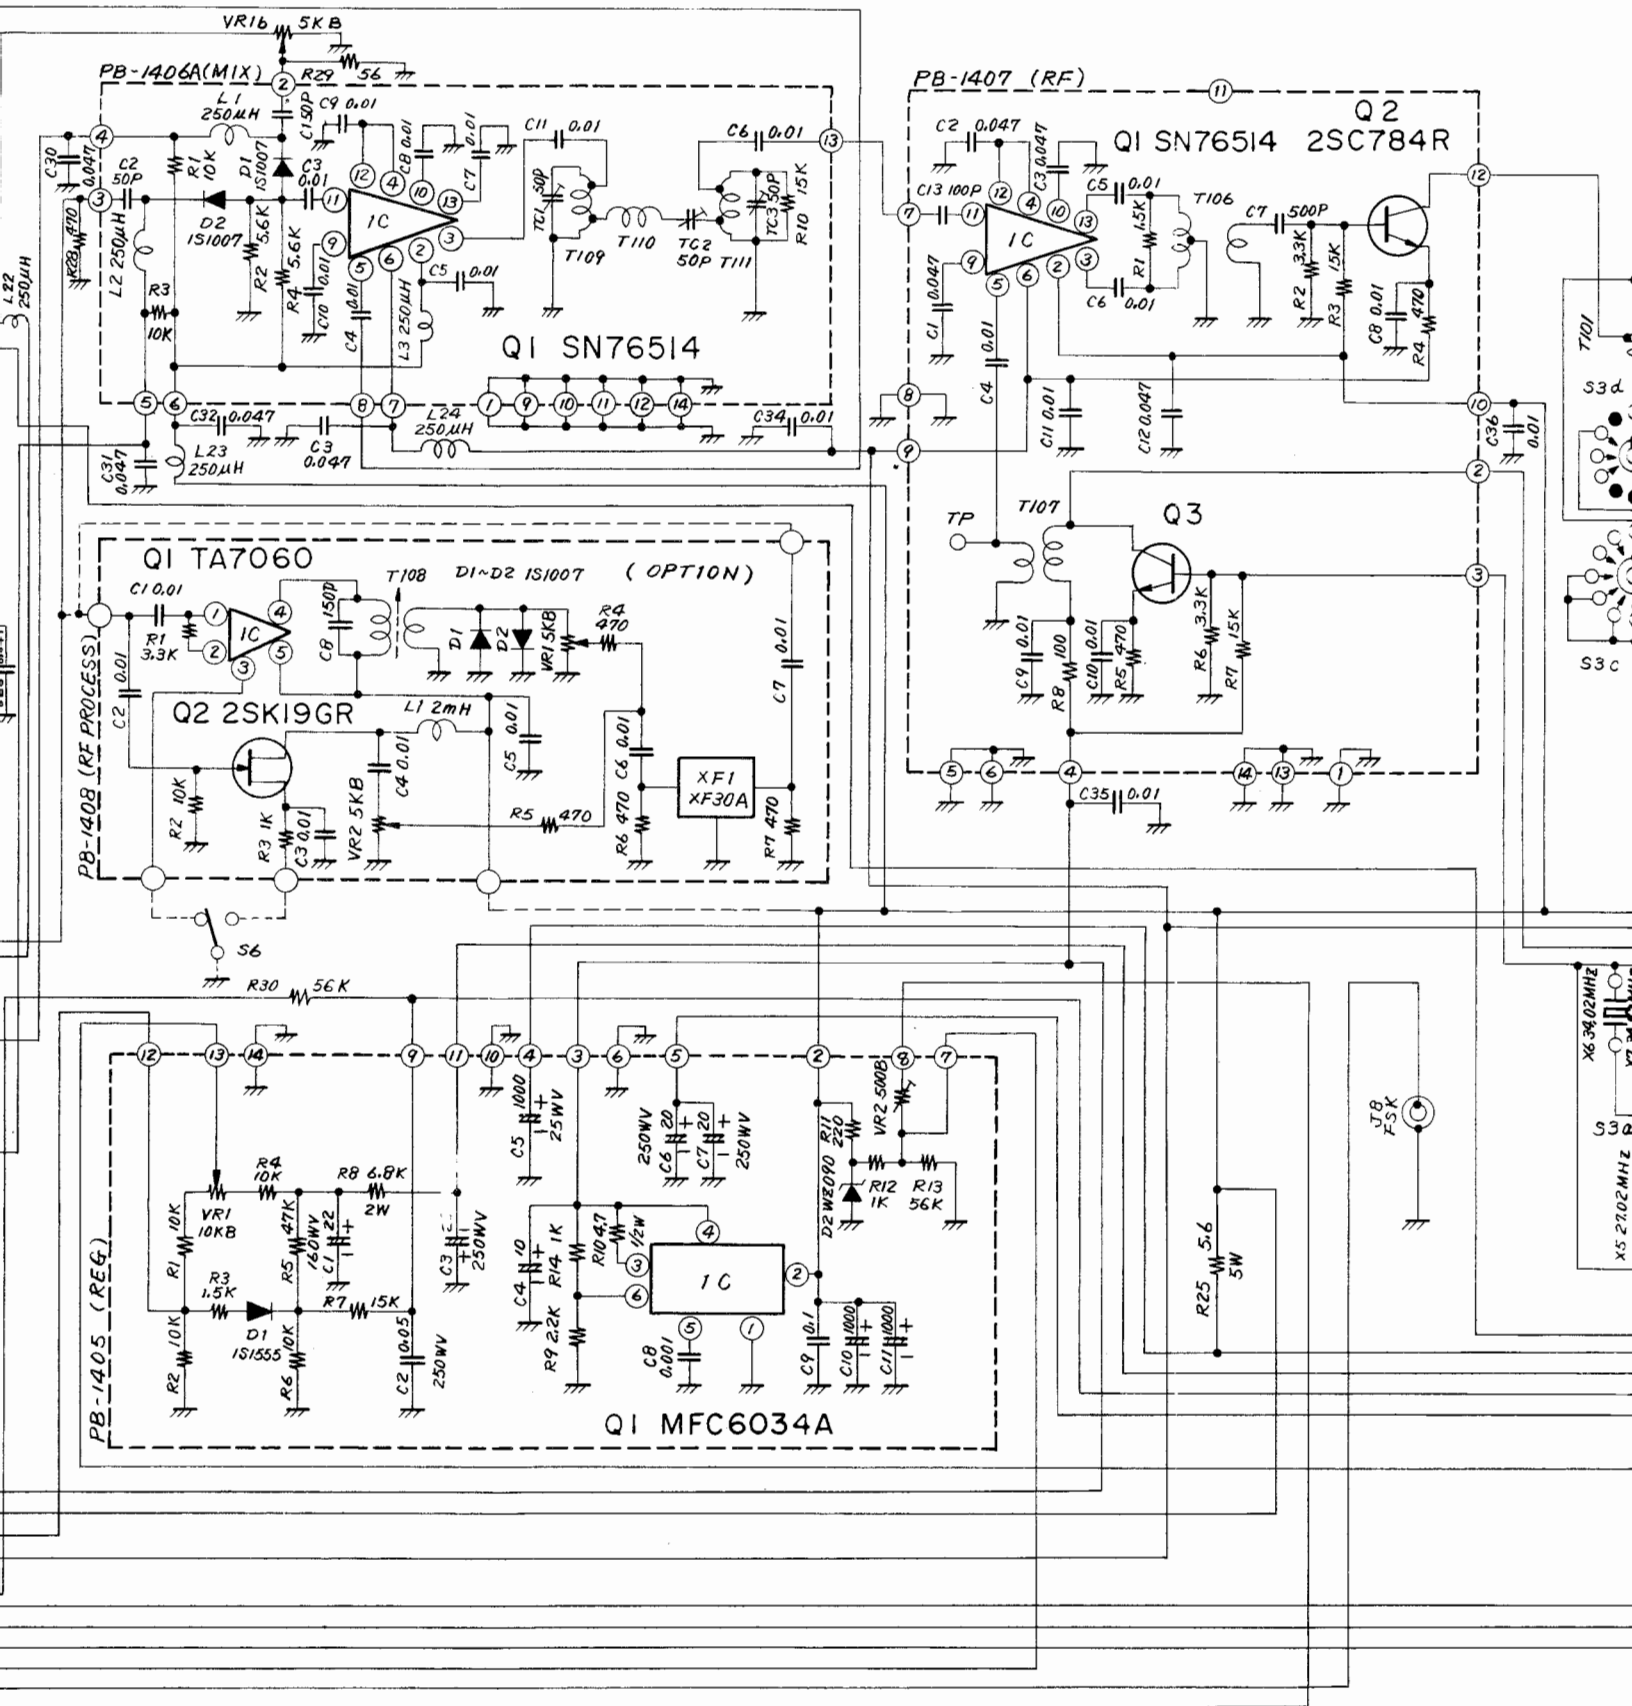 VR1b 5KB
R29 56
PB-1406A(MIX)
C30 0.047
R28 470
L22 250μH
C2 50P
L1 250μH
C1 50P
C9 0.01
R1 10K
D1 1S1007
C3 0.01
C8 0.01
C7 0.01
D2 1S1007
L2 250μH
R3 10K
R2 5.6K
R4 5.6K
C10 0.01
C4 0.01
L3 250μH
C5 0.01
IC
C11 0.01
TC1 50P
T109
T110
TC2 50P
T111
TC3 50P
R10 15K
C6 0.01
Q1 SN76514
C31 0.047
C32 0.047
L23 250μH
C3 0.047
L24 250μH
C34 0.01
PB-1407 (RF)
Q2
Q1 SN76514 2SC784R
C2 0.047
C3 0.047
C13 100P
C5 0.01
IC
R1 1.5K
T106
C7 500P
R2 3.3K
R3 15K
C8 0.01
R4 470
C1 0.047
C6 0.01
C4 0.01
C11 0.01
C12 0.047
C36 0.01
T101
S3d
S3c
TP
T107
Q3
C9 0.01
R8 100
C10 0.01
R5 470
R6 3.3K
R7 15K
C35 0.01
PB-1408 (RF PROCESS)
Q1 TA7060
T108
D1~D2 1S1007
(OPTION)
C1 0.01
R1 3.3K
IC
C8 150P
D1
D2
VR1 5KB
R4 470
C2 0.01
Q2 2SK19GR
L1 2mH
C5 0.01
C6 0.01
C7 0.01
C4 0.01
R2 10K
R3 1K
C3 0.01
VR2 5KB
R5 470
R6 470
XF1
XF30A
R7 470
S6
R30 56K
PB-1405 (REG)
C5 1000 25WV
C6 20 250WV
C7 20 250WV
R11 220
VR2 500B
D2 WZ090
R12 1K
R13 56K
VR1 10KB
R4 10K
R8 6.8K 2W
R1 10K
R5 47K
C1 22 160WV
R3 1.5K
D1 1S1555
R7 15K
R2 10K
R6 10K
C2 0.05 250WV
C3 250WV
C4 10
R14 1K
R10 4.7 1/2W
IC
R9 2.2K
C8 0.001
C9 0.1
C10 1000
C11 1000
Q1 MFC6034A
R25 5.6 5W
J8 FSK
X6 34.02MHz
X5 27.02MHz